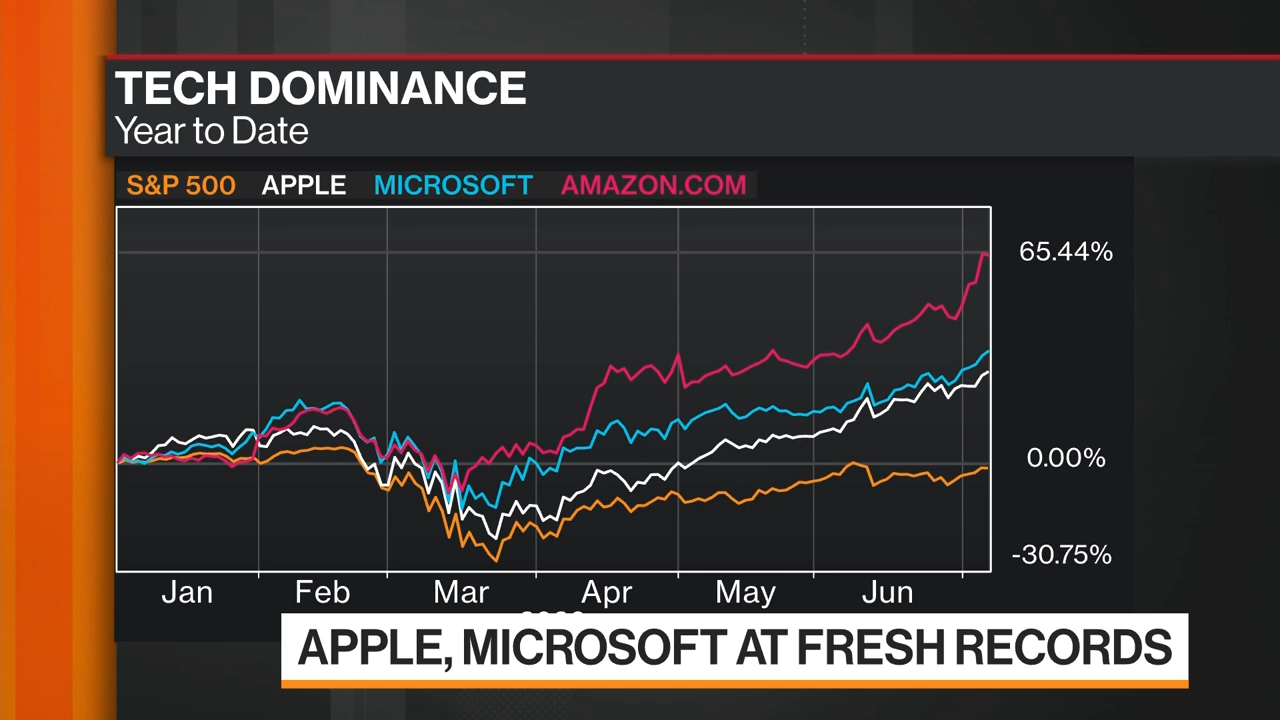 TECH DOMINANCE
Year to Date
S&P 500 APPLE MICROSOFT AMAZON.COM
65.44%
0.00%
-30.75%
Jan Feb Mar Apr May Jun
APPLE, MICROSOFT AT FRESH RECORDS